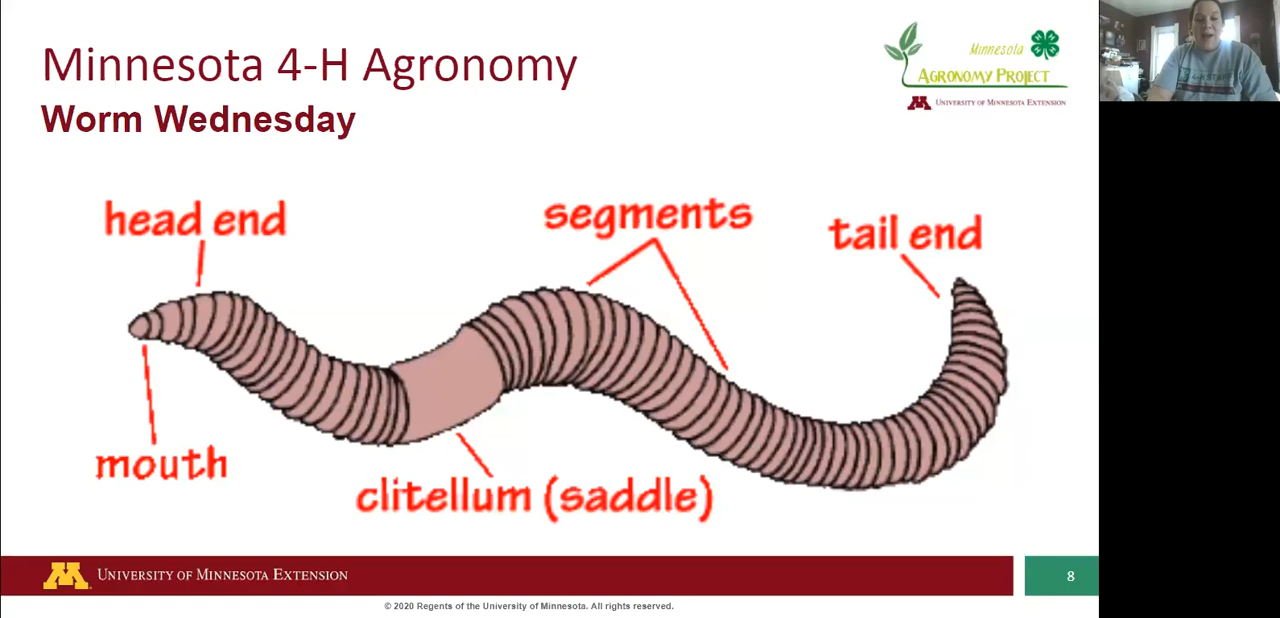 Minnesota 4-H Agronomy
Worm Wednesday
Minnesota
AGRONOMY PROJECT
M UNIVERSITY OF MINNESOTA EXTENSION
head end
segments
tail end
mouth
clitellum (saddle)
M UNIVERSITY OF MINNESOTA EXTENSION
8
© 2020 Regents of the University of Minnesota. All rights reserved.